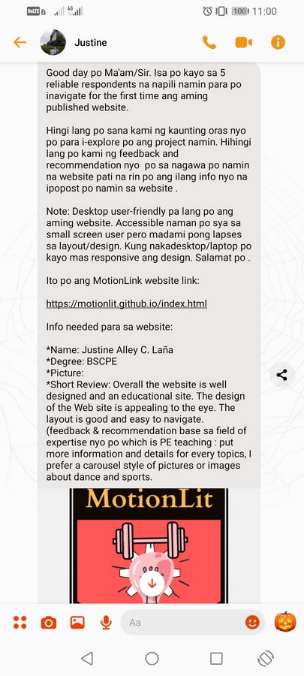 11:00
Justine
Good day po Ma'am/Sir. Isa po kayo sa 5
reliable respondents na napili namin para po
inavigate for the first time ang aming
published website.
Hingi lang po sana kami ng kaunting oras nyo
po para i-explore po ang project namin. Hihingi
lang po kami ng feedback and
recommendation nyo  po sa nagawa po namin
na website pati na rin po ang ilang info nyo na
ipopost po namin sa website .
Note: Desktop user-friendly pa lang po ang
aming website. Accessible naman po sya sa
small screen user pero madami pong lapses
sa layout/design. Kung nakadesktop/laptop po
kayo mas responsive ang design. Salamat po .
Ito po ang MotionLink website link:
https://motionlit.github.io/index.html
Info needed para sa website:
*Name: Justine Alley C. Laña
*Degree: BSCPE
*Picture:
*Short Review: Overall the website is well
designed and an educational site. The design
of the Web site is appealing to the eye. The
layout is good and easy to navigate.
(feedback & recommendation base sa field of
expertise nyo po which is PE teaching : put
more information and details for every topics, I
prefer a carousel style of pictures or images
about dance and sports.
MotionLit
Aa